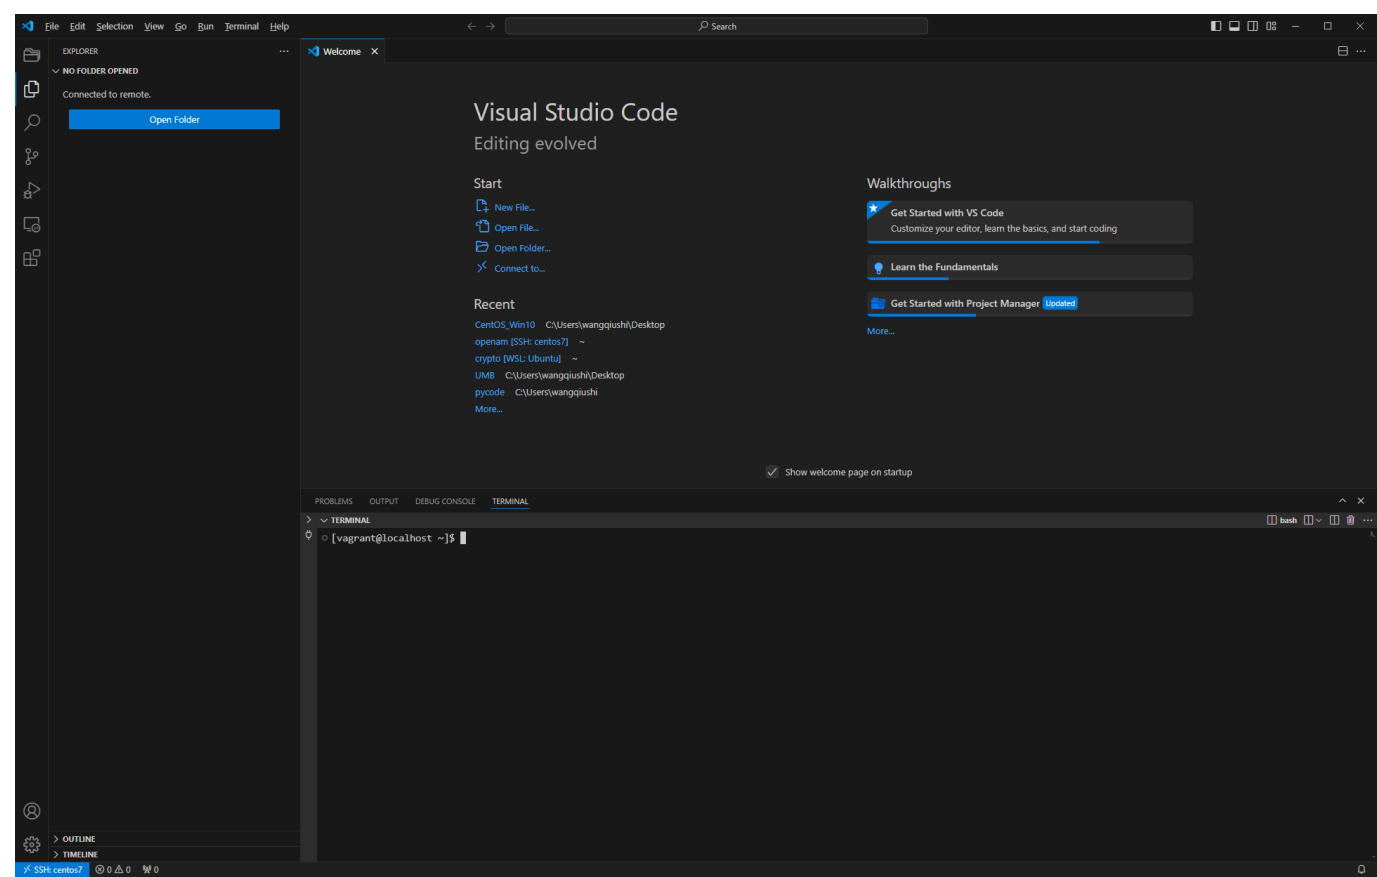 File Edit Selection View Go Run Terminal Help
Search
EXPLORER
NO FOLDER OPENED
Connected to remote.
Open Folder
Welcome
Visual Studio Code
Editing evolved
Start
New File...
Open File...
Open Folder...
Connect to...
Recent
CentOS_Win10 C:\Users\wangqiushi\Desktop
openam [SSH: centos7] ~
crypto [WSL: Ubuntu] ~
UMB C:\Users\wangqiushi\Desktop
pycode C:\Users\wangqiushi
More...
Walkthroughs
Get Started with VS Code
Customize your editor, learn the basics, and start coding
Learn the Fundamentals
Get Started with Project Manager Updated
More...
Show welcome page on startup
PROBLEMS OUTPUT DEBUG CONSOLE TERMINAL
TERMINAL
bash
[vagrant@localhost ~]$
OUTLINE
TIMELINE
SSH: centos7 0 0 0